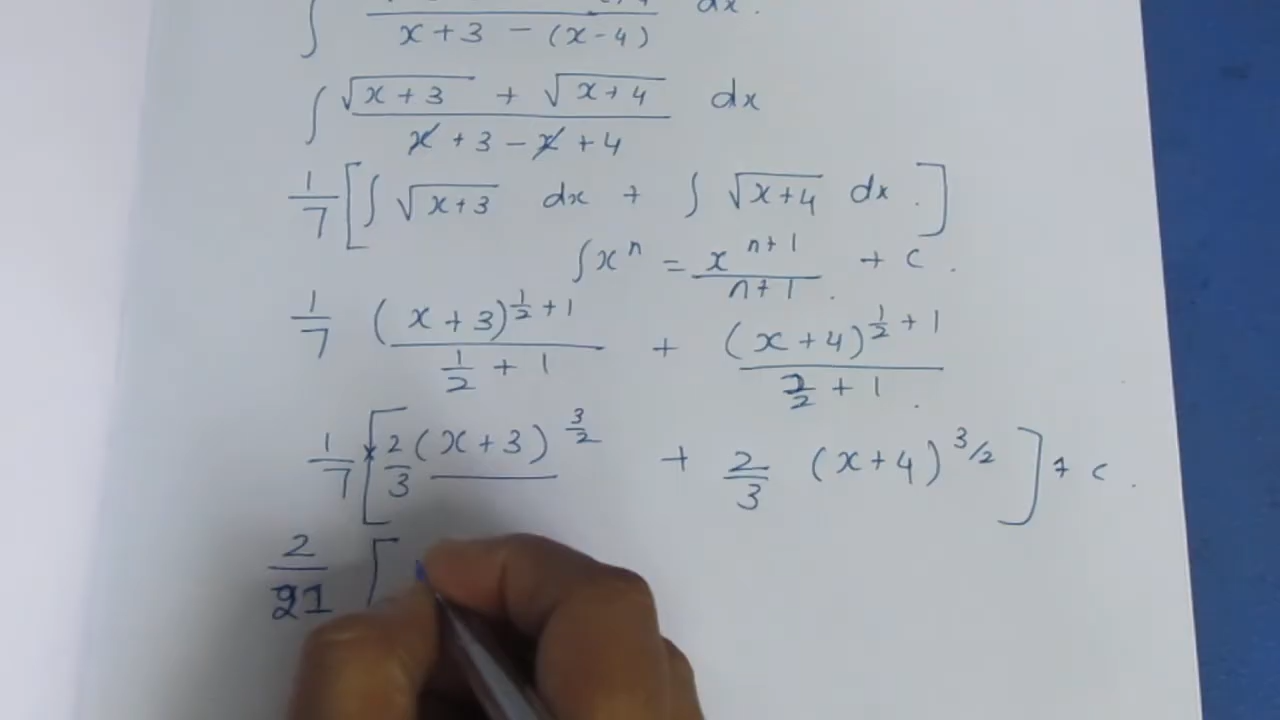 ∫ / x + 3 - (x - 4) dx.
∫ (√(x + 3) + √(x + 4)) / (x + 3 - x + 4) dx
1/7 [∫ √(x+3) dx + ∫ √(x+4) dx .]
∫x^n = x^(n+1) / (n+1) + c .
1/7 (x + 3)^(1/2 + 1) / (1/2 + 1) + (x + 4)^(1/2 + 1) / (1/2 + 1) .
1/7 [2/3 (x + 3)^(3/2) + 2/3 (x + 4)^(3/2)] + c .
2/21 [